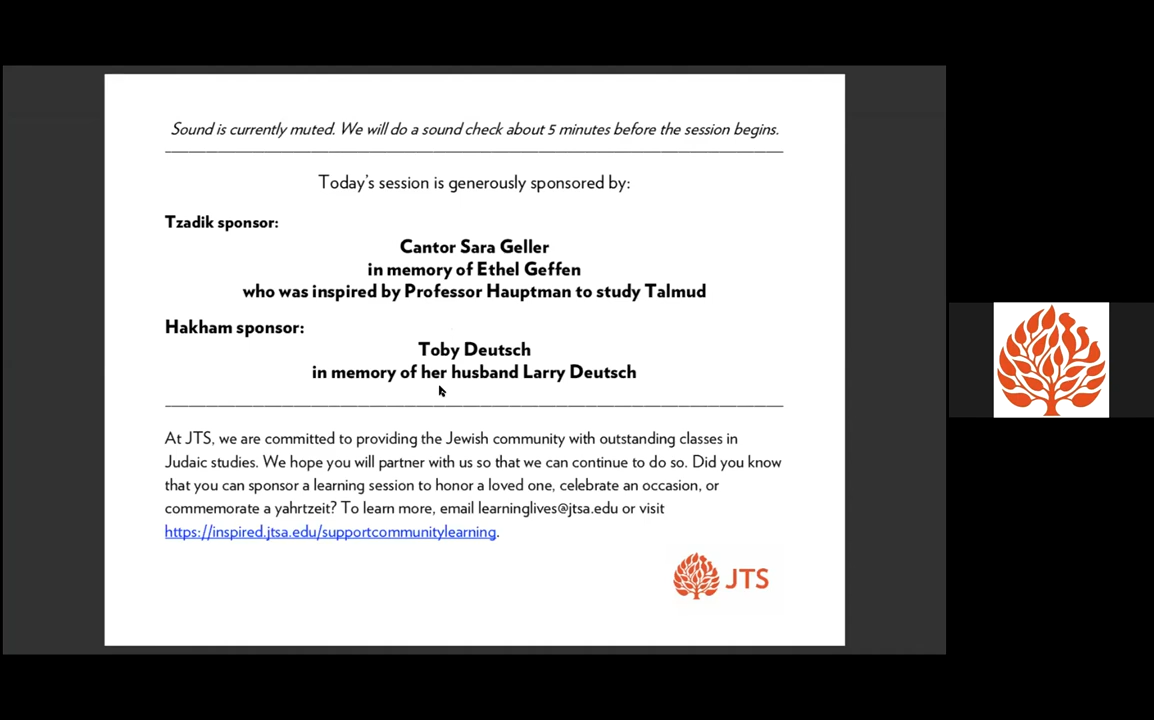 Sound is currently muted. We will do a sound check about 5 minutes before the session begins.
Today's session is generously sponsored by:
Tzadik sponsor:
Cantor Sara Geller
in memory of Ethel Geffen
who was inspired by Professor Hauptman to study Talmud
Hakham sponsor:
Toby Deutsch
in memory of her husband Larry Deutsch
At JTS, we are committed to providing the Jewish community with outstanding classes in
Judaic studies. We hope you will partner with us so that we can continue to do so. Did you know
that you can sponsor a learning session to honor a loved one, celebrate an occasion, or
commemorate a yahrtzeit? To learn more, email learninglives@jtsa.edu or visit
https://inspired.jtsa.edu/supportcommunitylearning.
JTS